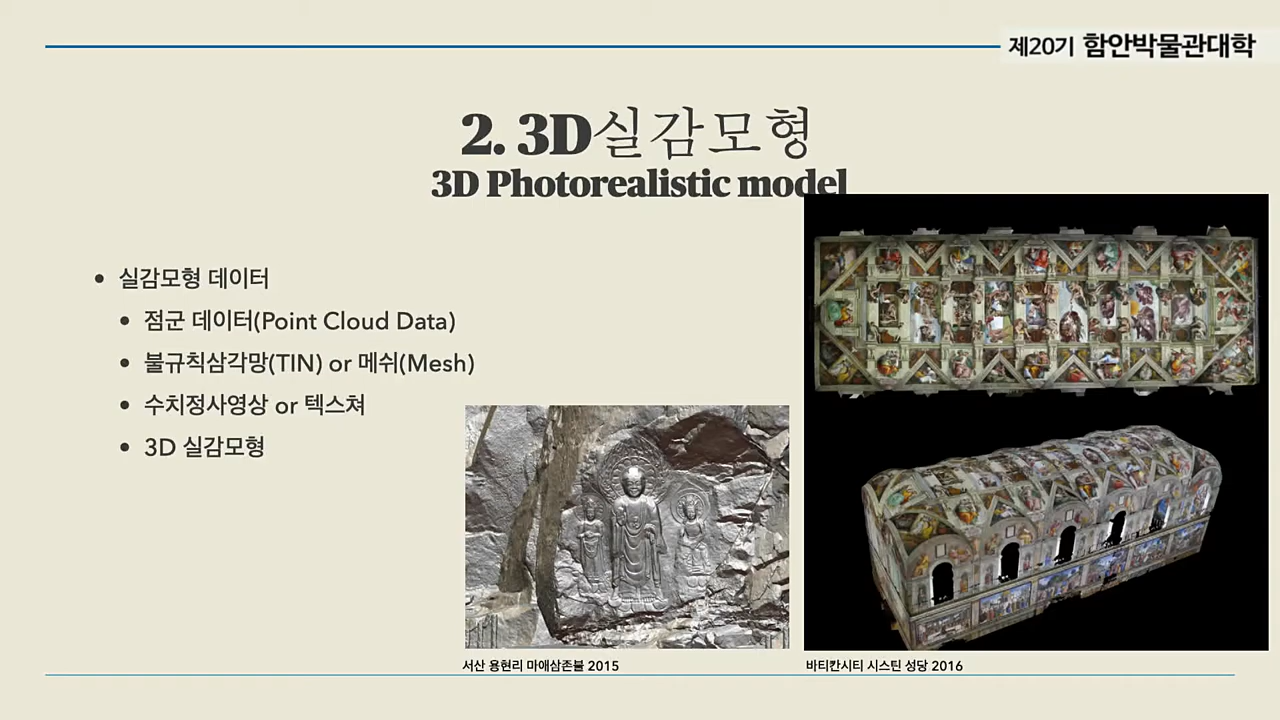 제20기 함안박물관대학
2. 3D실감모형
3D Photorealistic model
• 실감모형 데이터
• 점군 데이터(Point Cloud Data)
• 불규칙삼각망(TIN) or 메쉬(Mesh)
• 수치정사영상 or 텍스쳐
• 3D 실감모형
서산 용현리 마애삼존불 2015
바티칸시티 시스틴 성당 2016